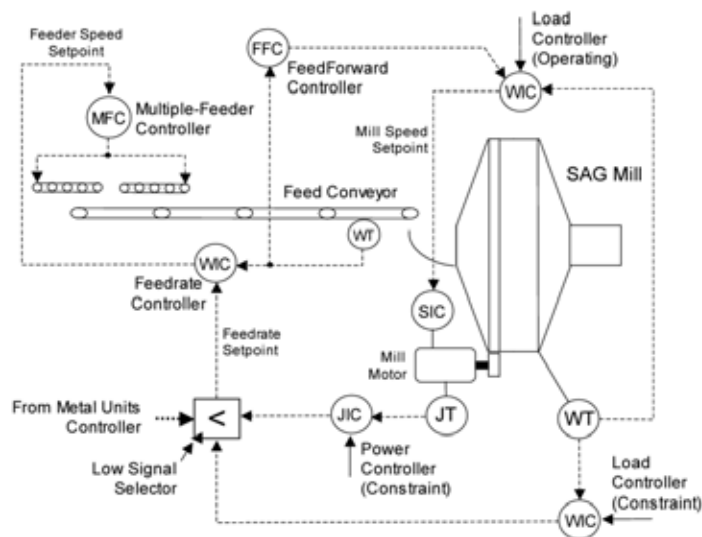 Feeder Speed
Setpoint
FFC
FeedForward
Controller
Load
Controller
(Operating)
WIC
MFC
Multiple-Feeder
Controller
Mill Speed
Setpoint
SAG Mill
Feed Conveyor
WT
WIC
Feedrate
Controller
SIC
Feedrate
Setpoint
Mill
Motor
From Metal Units
Controller
<
JIC
JT
WT
Low Signal
Selector
Power
Controller
(Constraint)
Load
Controller
(Constraint)
WIC